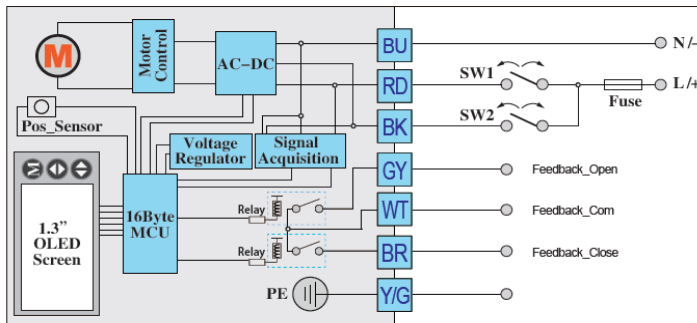 M
Motor
Control
AC-DC
BU
N/-
RD
SW1
L/+
Fuse
Pos_Sensor
BK
SW2
Voltage
Regulator
Signal
Acquisition
GY
Feedback_Open
M
1.3"
OLED
Screen
16Byte
MCU
Relay
WT
Feedback_Com
Relay
BR
Feedback_Close
PE
Y/G